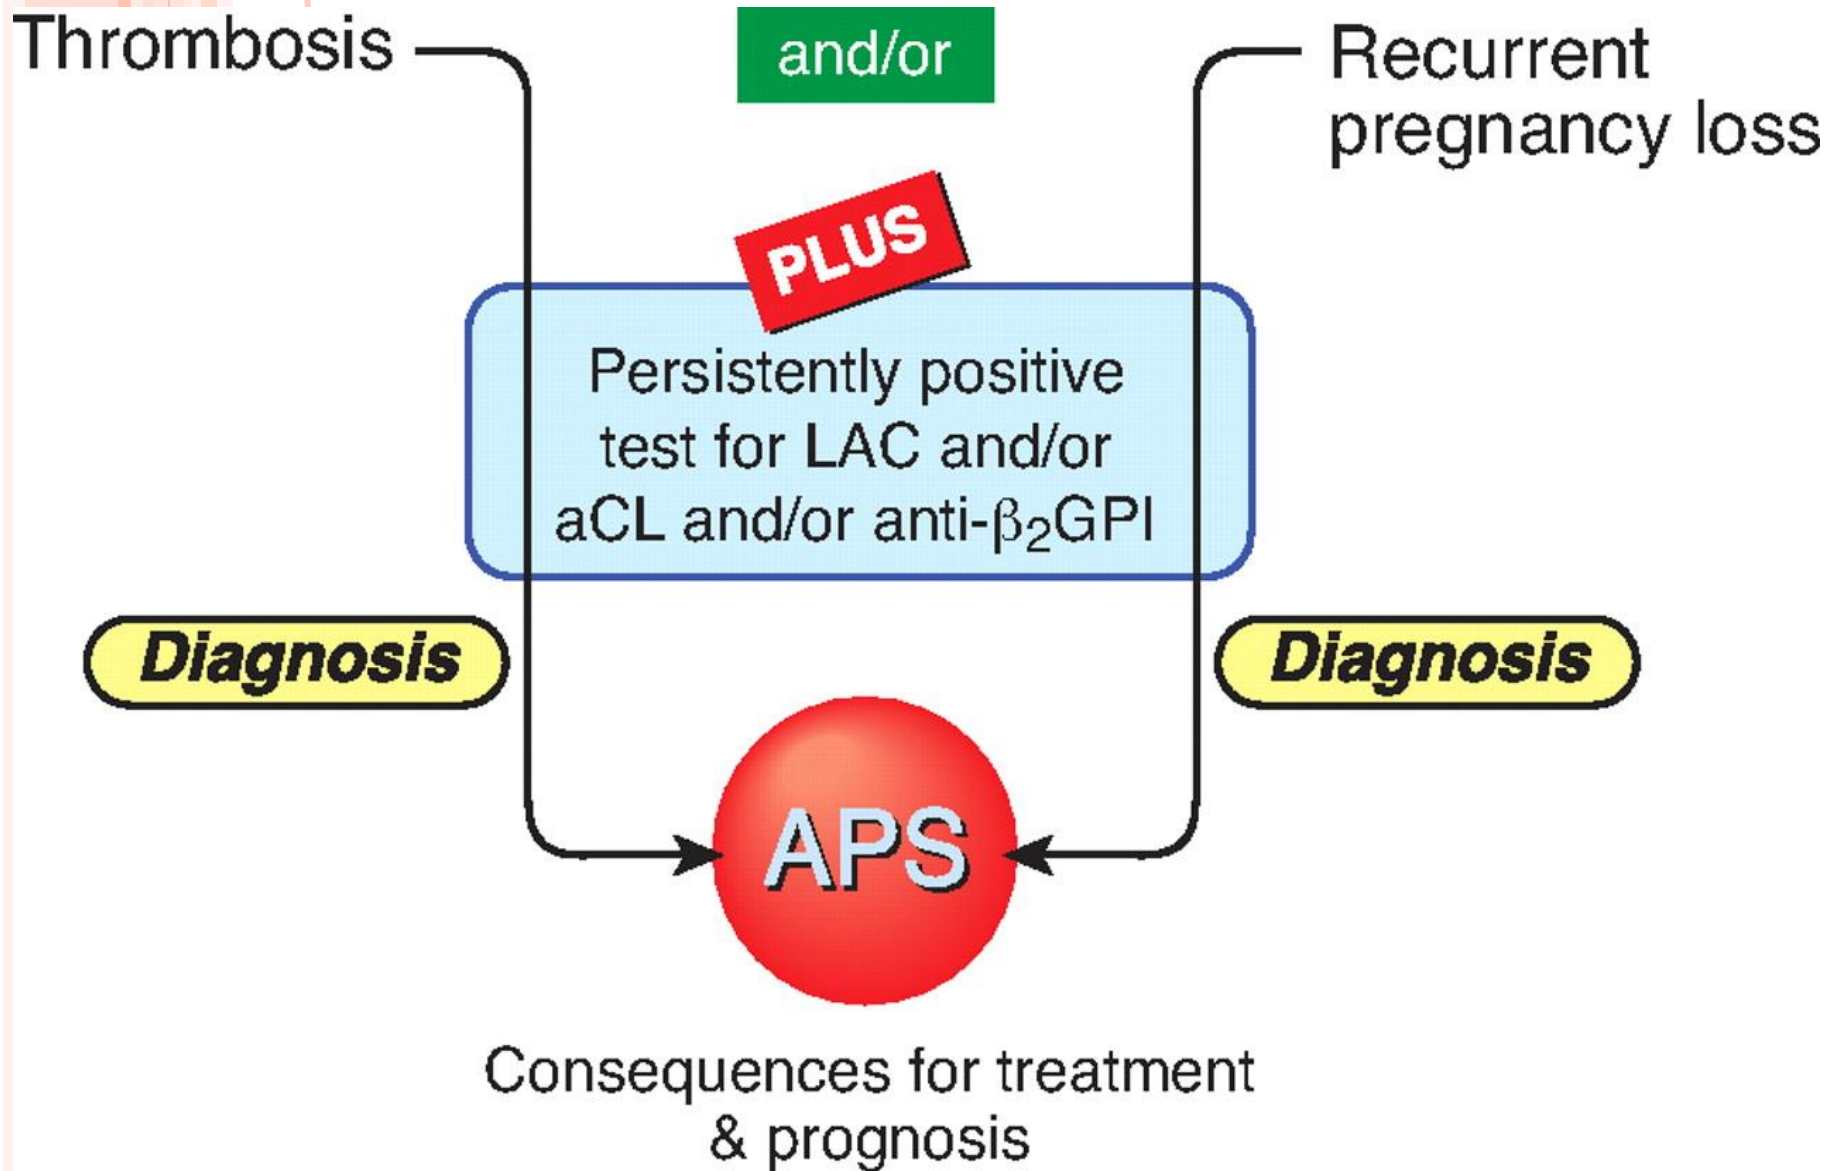 Thrombosis
and/or
Recurrent
pregnancy loss
PLUS
Persistently positive
test for LAC and/or
aCL and/or anti-β₂GPI
Diagnosis
Diagnosis
APS
Consequences for treatment
& prognosis